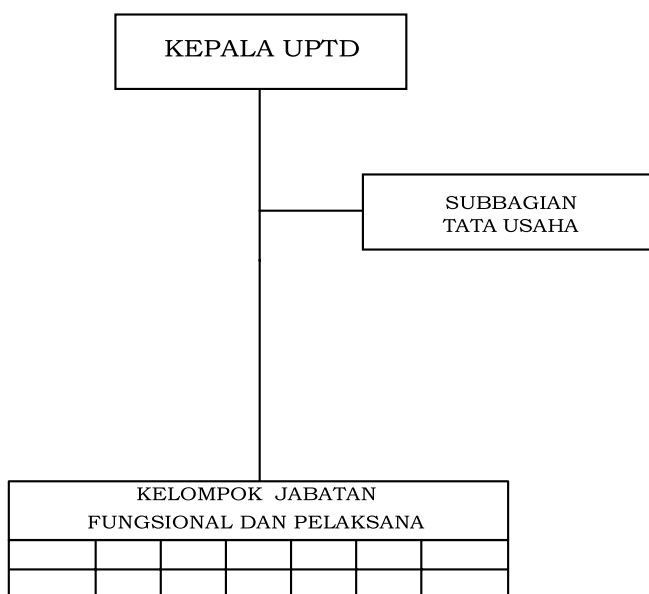 KEPALA UPTD
SUBBAGIAN
TATA USAHA
KELOMPOK JABATAN
FUNGSIONAL DAN PELAKSANA